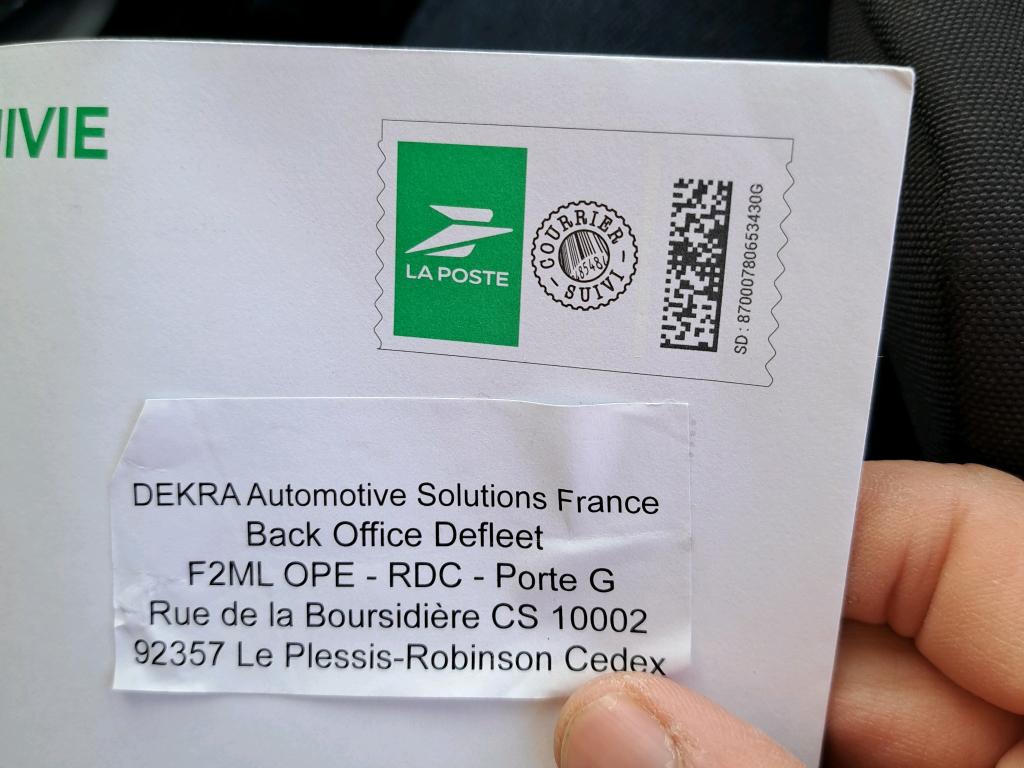 IVIE
LA POSTE
COURRIER
SUIVI
SD : 87000780653430G
DEKRA Automotive Solutions France
Back Office Defleet
F2ML OPE - RDC - Porte G
Rue de la Boursidière CS 10002
92357 Le Plessis-Robinson Cedex